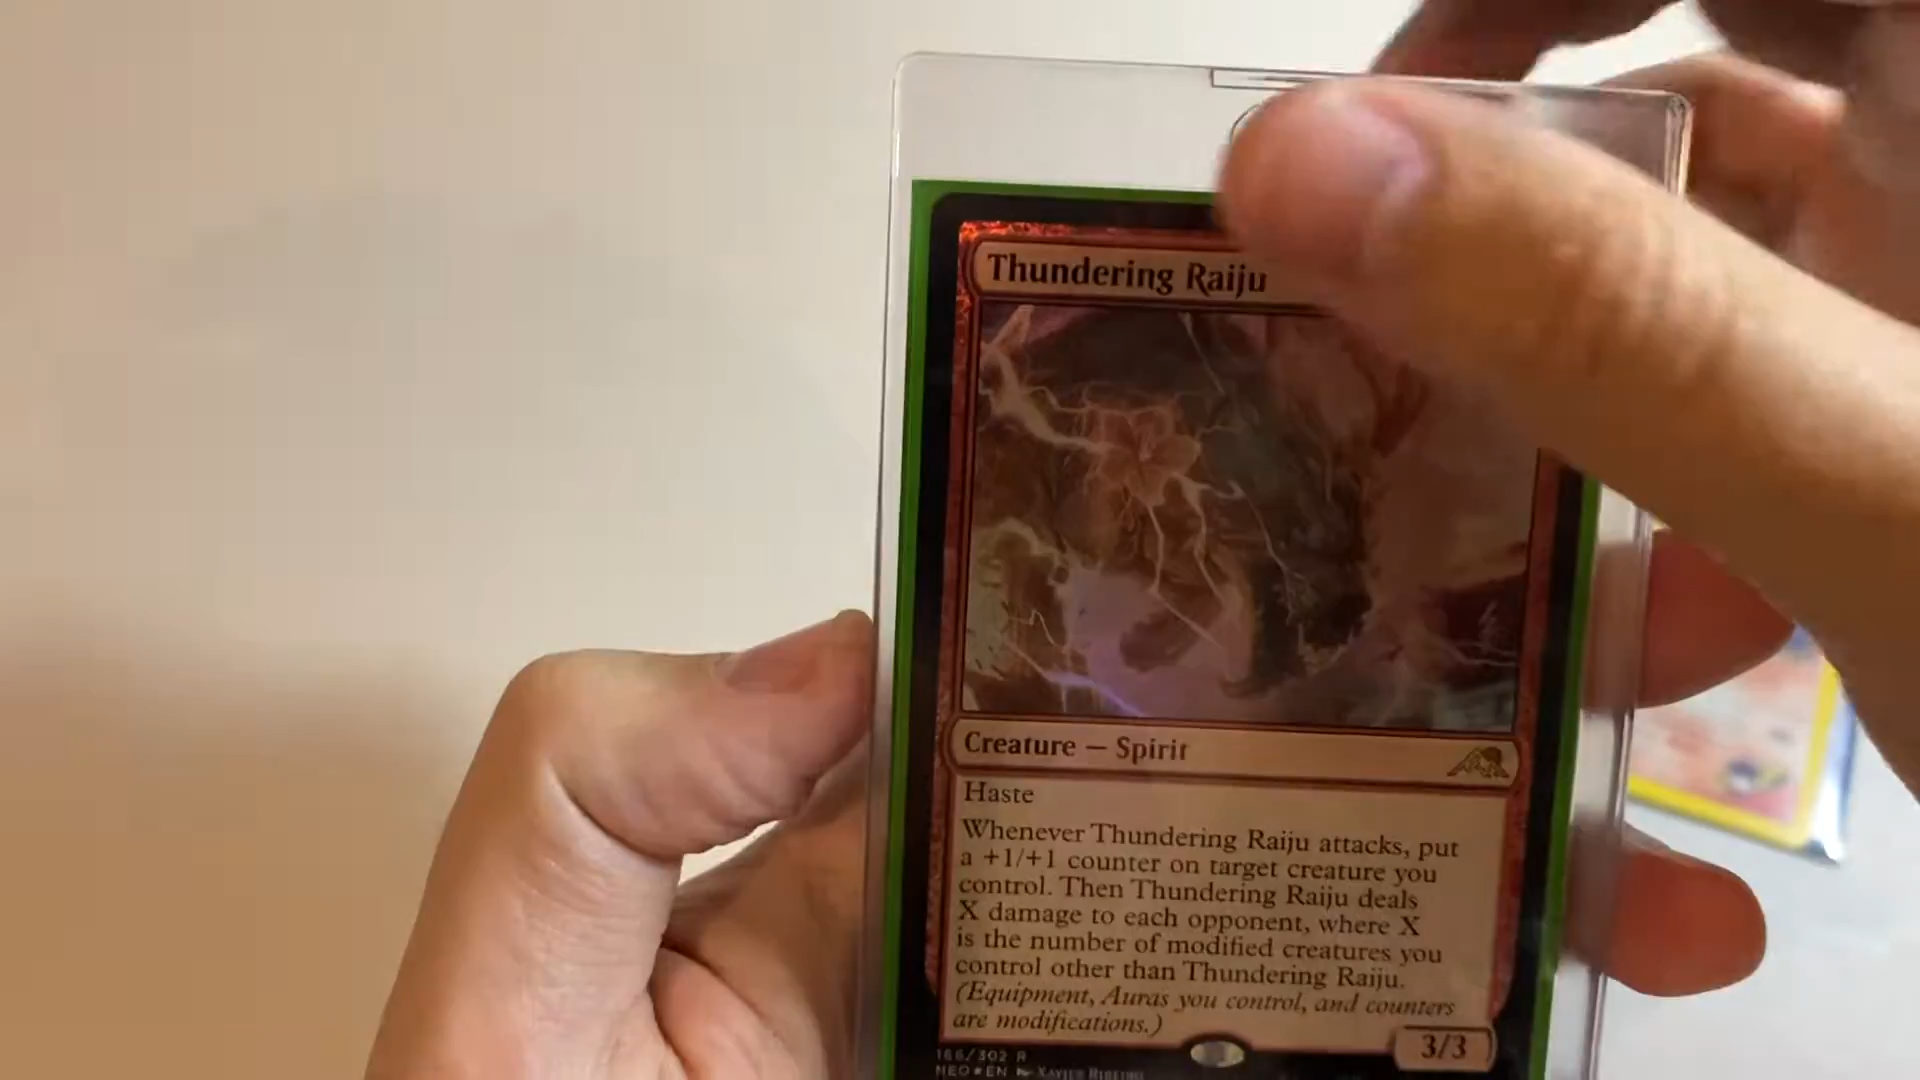 Thundering Raiju
Creature — Spirit
Haste
Whenever Thundering Raiju attacks, put
a +1/+1 counter on target creature you
control. Then Thundering Raiju deals
X damage to each opponent, where X
is the number of modified creatures you
control other than Thundering Raiju.
(Equipment, Auras you control, and counters
are modifications.)
3/3
166/302 R
NEO★EN Xavier Ribeiro